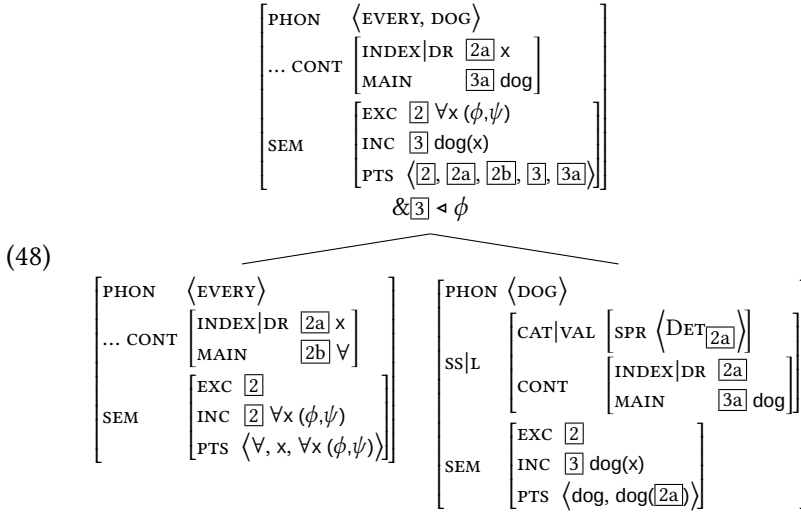 PHON ⟨EVERY, DOG⟩
... CONT [INDEX|DR [2a] x
MAIN [3a] dog]
SEM [EXC [2] ∀x (ϕ,ψ)
INC [3] dog(x)
PTS ⟨[2], [2a], [2b], [3], [3a]⟩]
&[3] ◂ ϕ
(48)
PHON ⟨EVERY⟩
... CONT [INDEX|DR [2a] x
MAIN [2b] ∀]
SEM [EXC [2]
INC [2] ∀x (ϕ,ψ)
PTS ⟨∀, x, ∀x (ϕ,ψ)⟩]
PHON ⟨DOG⟩
SS|L [CAT|VAL [SPR ⟨DET[2a]⟩]
CONT [INDEX|DR [2a]
MAIN [3a] dog]]
SEM [EXC [2]
INC [3] dog(x)
PTS ⟨dog, dog([2a])⟩]